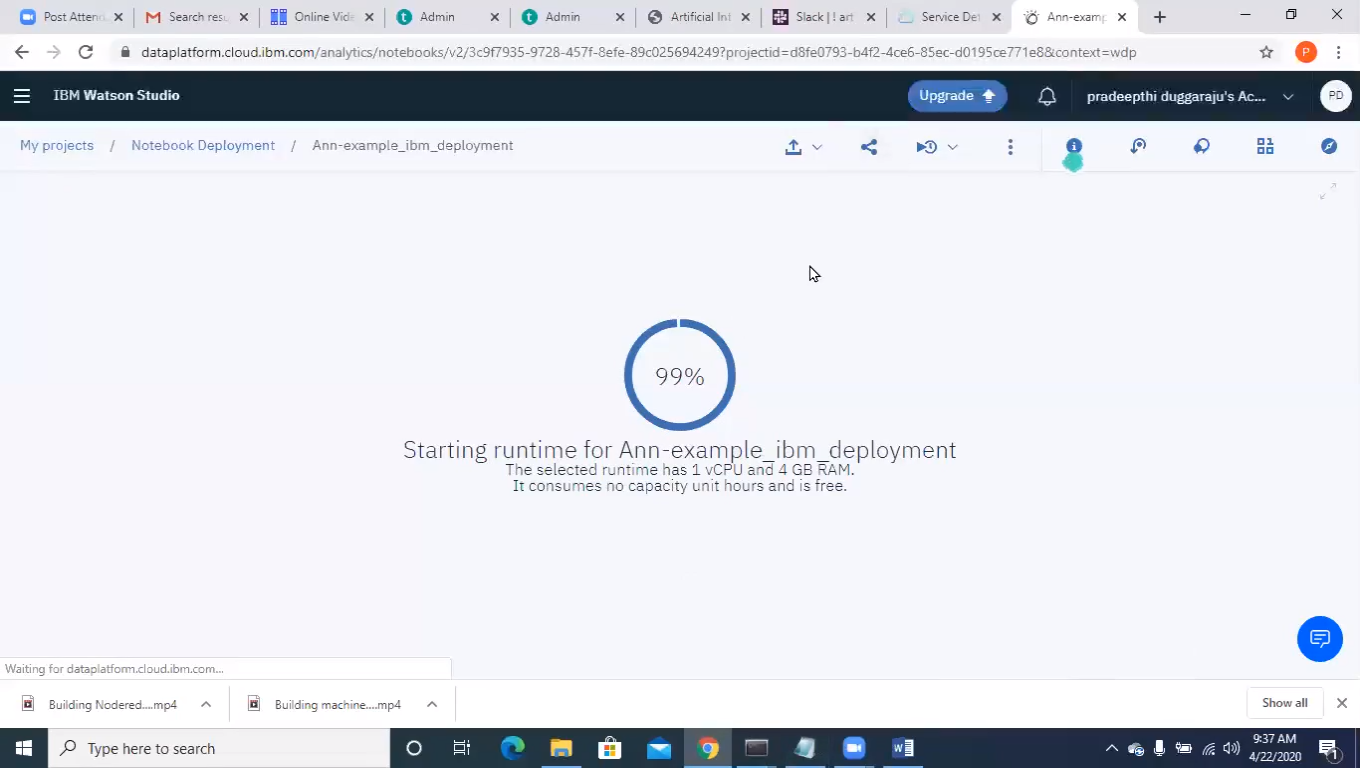 Post Attend
Search resu
Online Vide
Admin
Admin
Artificial Int
Slack | ! art
Service Det
Ann-examp
dataplatform.cloud.ibm.com/analytics/notebooks/v2/3c9f7935-9728-457f-8efe-89c025694249?projectid=d8fe0793-b4f2-4ce6-85ec-d0195ce771e8&context=wdp
P
IBM Watson Studio
Upgrade
pradeepthi duggaraju's Ac...
PD
My projects / Notebook Deployment / Ann-example_ibm_deployment
99%
Starting runtime for Ann-example_ibm_deployment
The selected runtime has 1 vCPU and 4 GB RAM.
It consumes no capacity unit hours and is free.
Waiting for dataplatform.cloud.ibm.com...
Building Nodered....mp4
Building machine....mp4
Show all
Type here to search
9:37 AM
4/22/2020
1